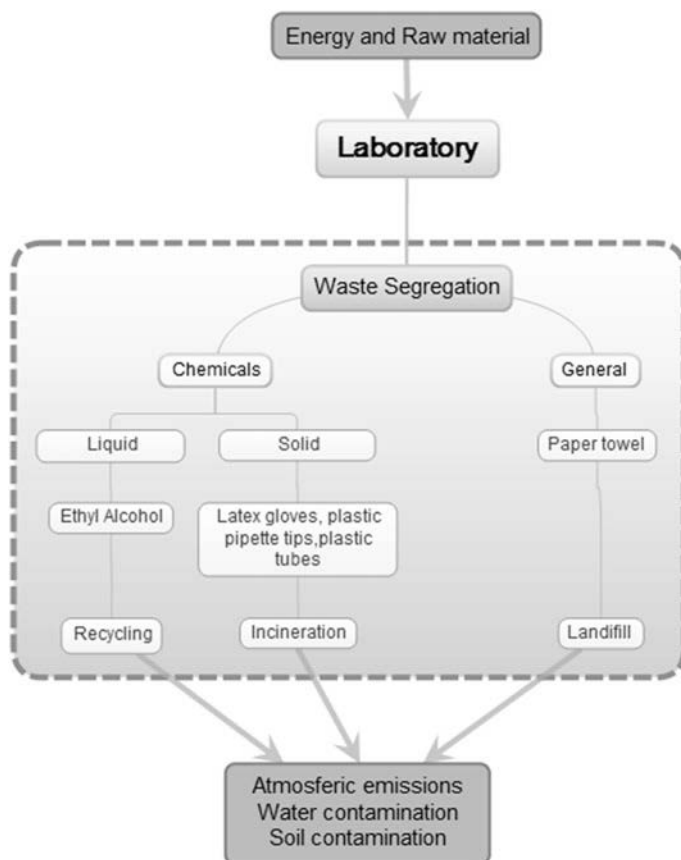 Energy and Raw material
Laboratory
Waste Segregation
Chemicals
General
Liquid
Solid
Paper towel
Ethyl Alcohol
Latex gloves, plastic
pipette tips,plastic
tubes
Recycling
Incineration
Landifill
Atmosferic emissions
Water contamination
Soil contamination